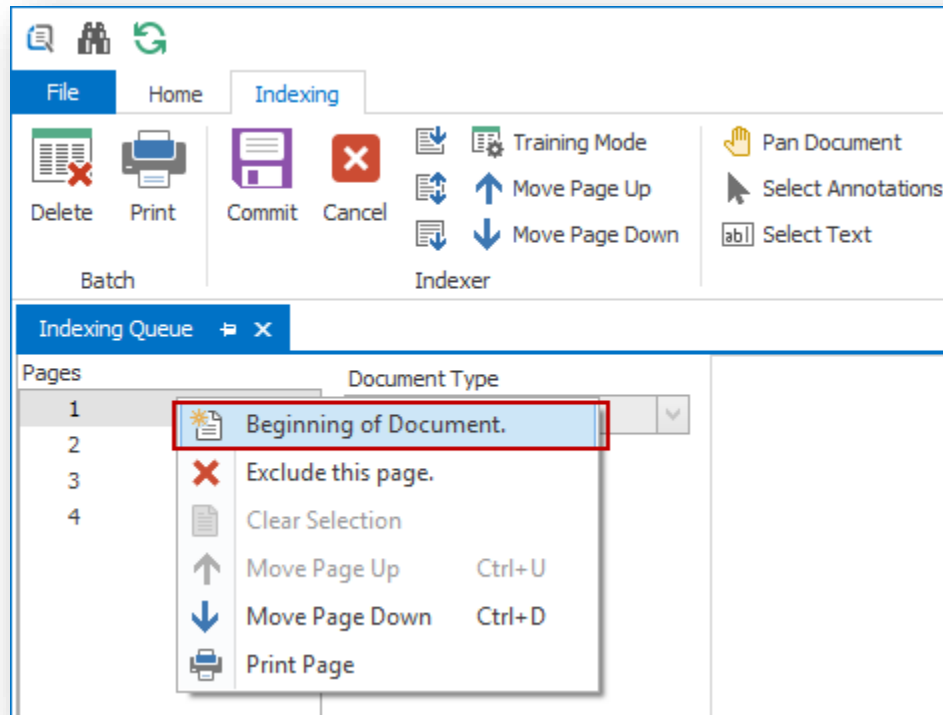 File Home Indexing
Training Mode
Pan Document
Move Page Up
Select Annotations
Delete Print Commit Cancel
Move Page Down
ab Select Text
Batch Indexer
Indexing Queue
Pages
Document Type
1
Beginning of Document.
2
3
Exclude this page.
4
Clear Selection
Move Page Up Ctrl+U
Move Page Down Ctrl+D
Print Page